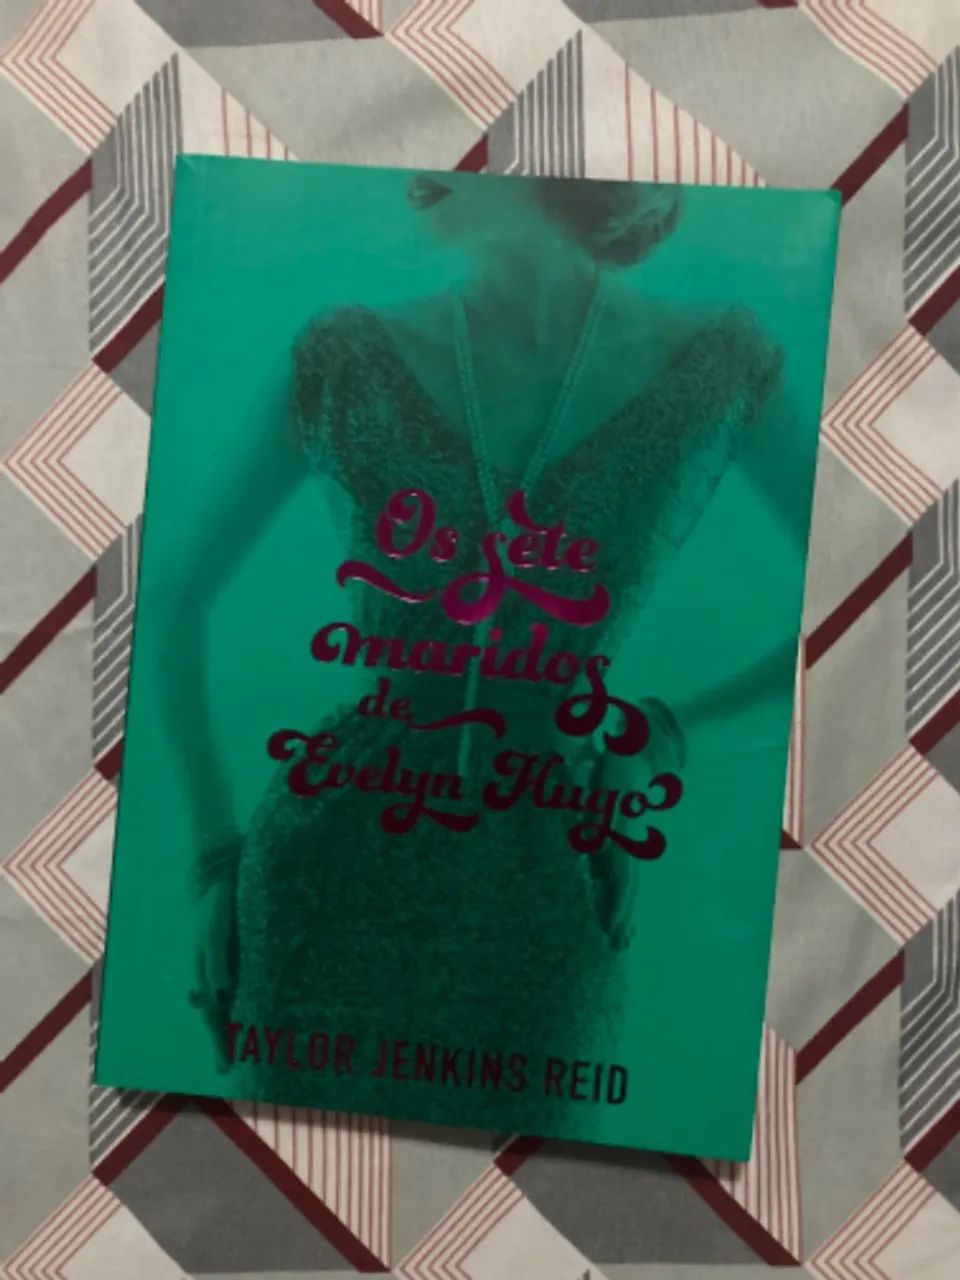 Os sete
maridos
de
Evelyn Hugo
TAYLOR JENKINS REID